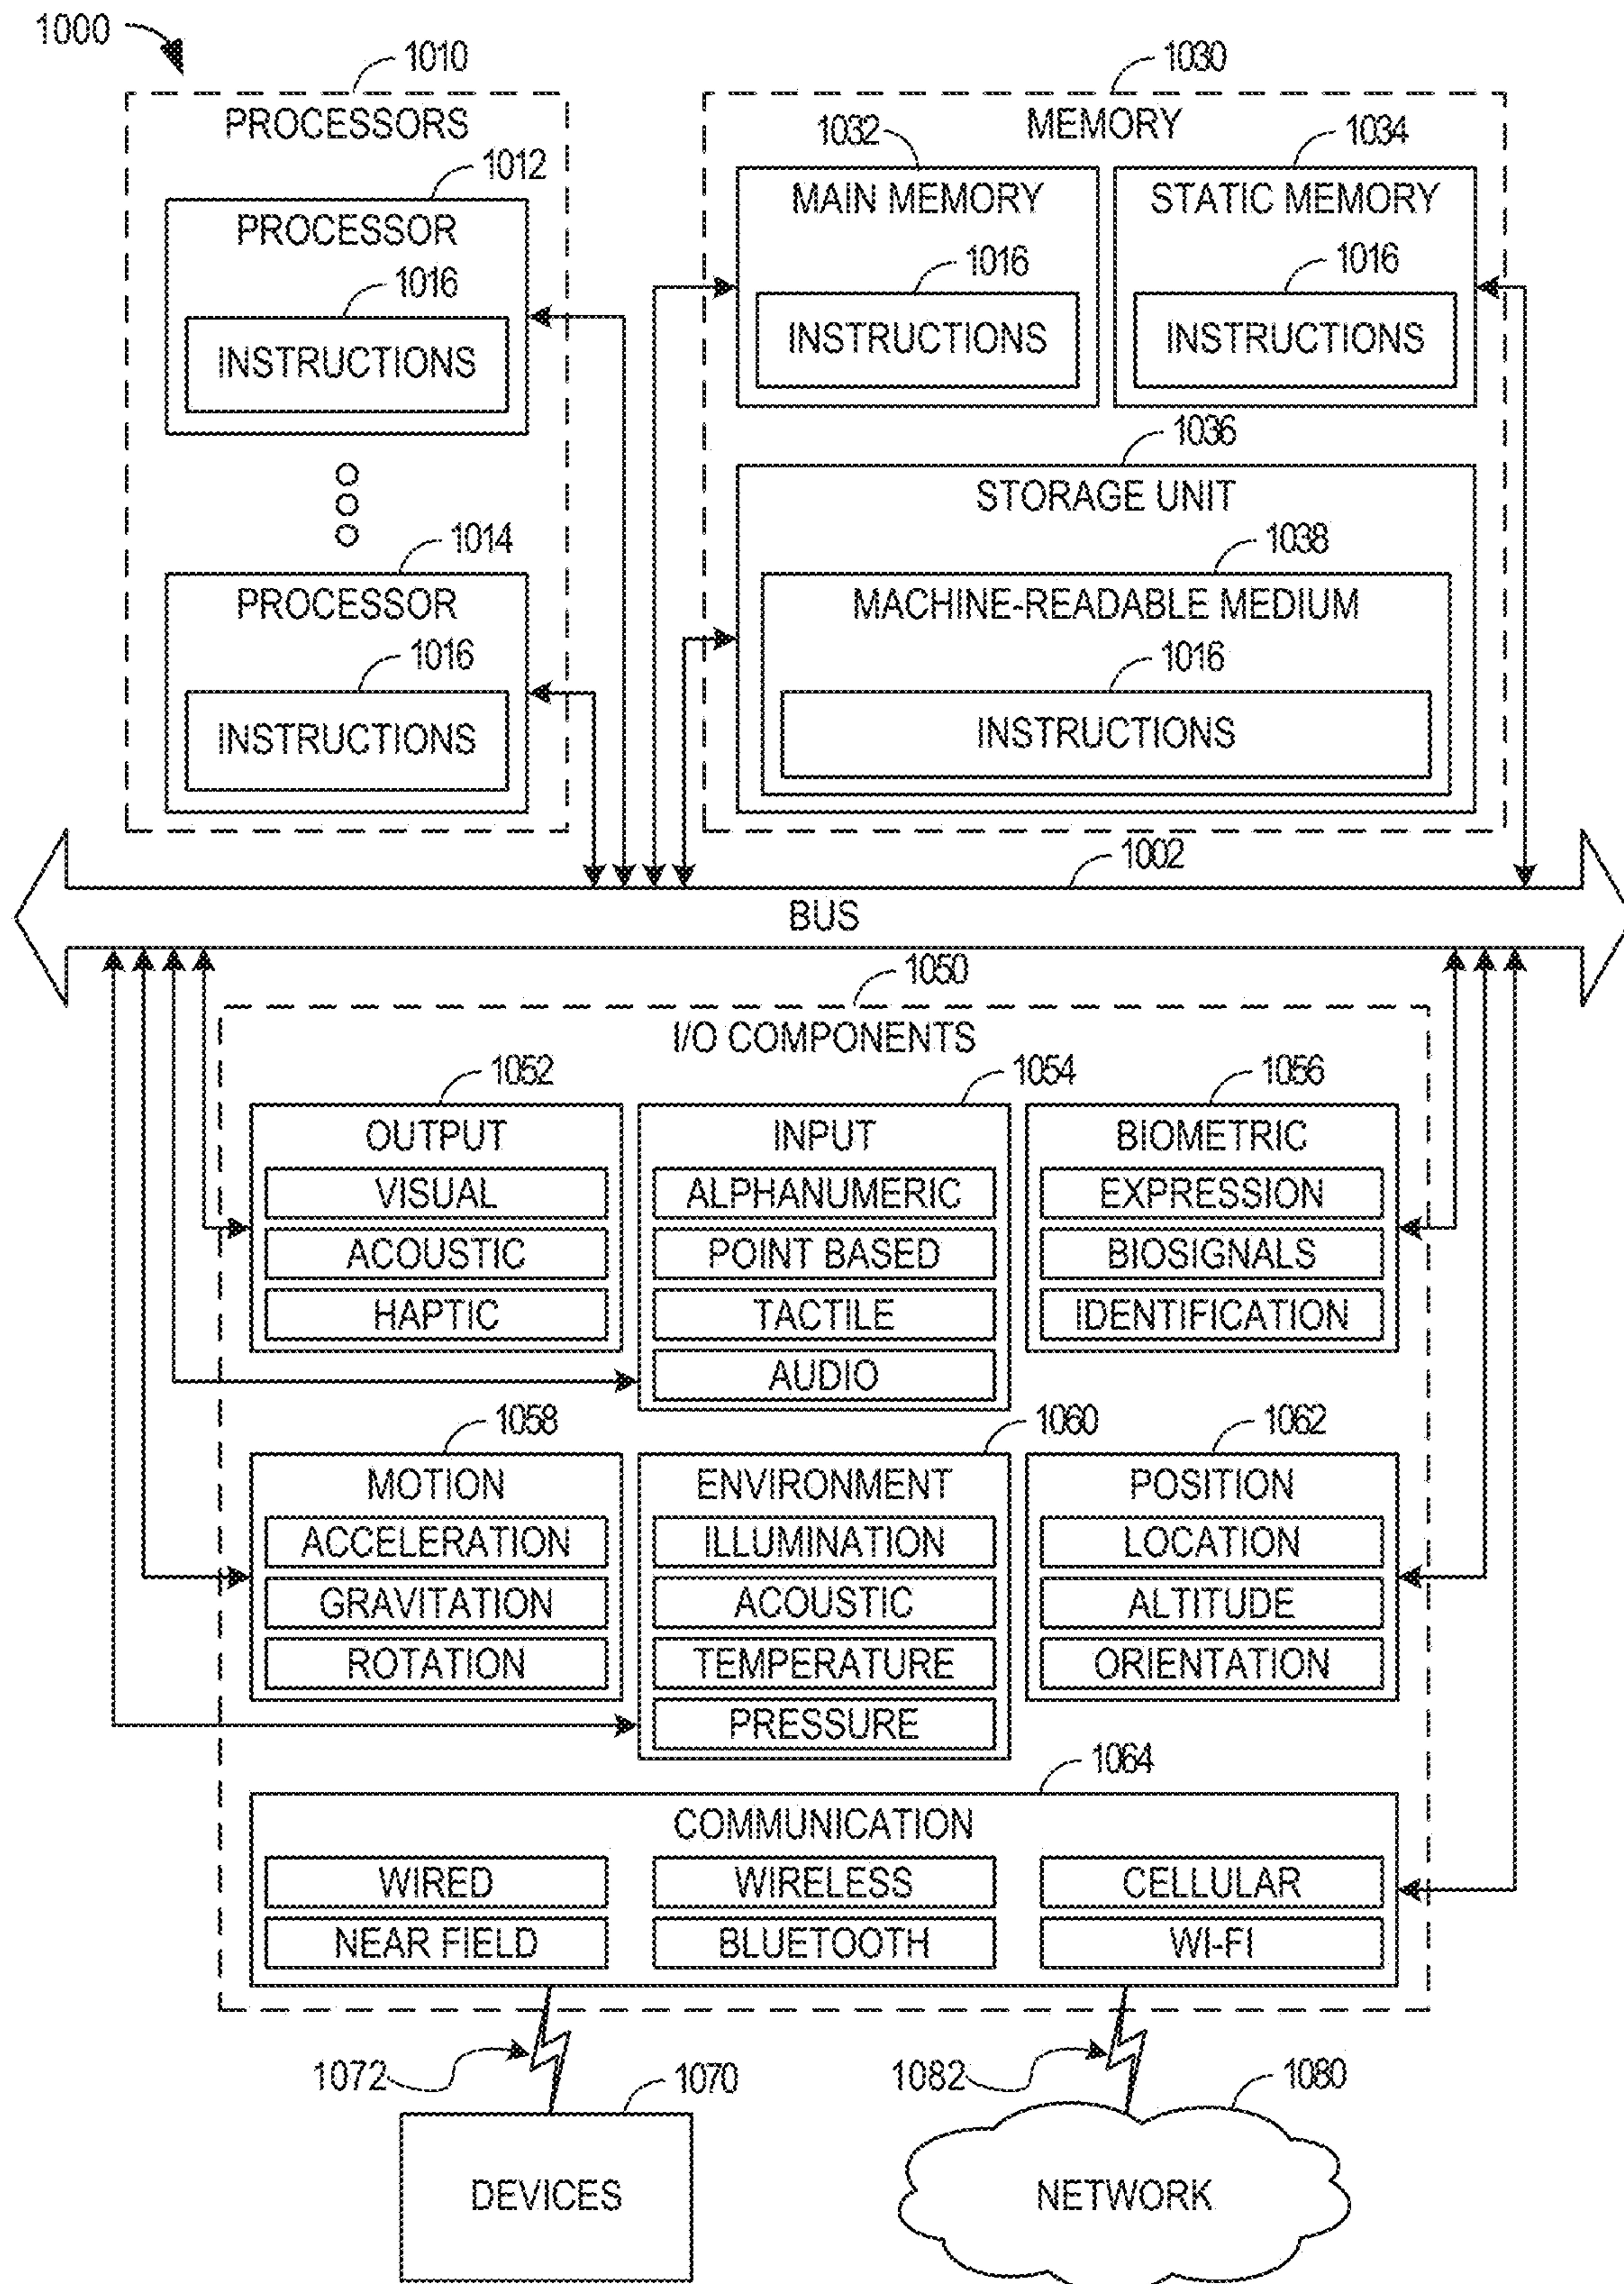 1000
1010
PROCESSORS
1012
PROCESSOR
1016
INSTRUCTIONS
1014
PROCESSOR
1016
INSTRUCTIONS
1030
MEMORY
1032
MAIN MEMORY
1016
INSTRUCTIONS
1034
STATIC MEMORY
1016
INSTRUCTIONS
1036
STORAGE UNIT
1038
MACHINE-READABLE MEDIUM
1016
INSTRUCTIONS
1002
BUS
1050
I/O COMPONENTS
1052
OUTPUT
VISUAL
ACOUSTIC
HAPTIC
1054
INPUT
ALPHANUMERIC
POINT BASED
TACTILE
AUDIO
1056
BIOMETRIC
EXPRESSION
BIOSIGNALS
IDENTIFICATION
1058
MOTION
ACCELERATION
GRAVITATION
ROTATION
1060
ENVIRONMENT
ILLUMINATION
ACOUSTIC
TEMPERATURE
PRESSURE
1062
POSITION
LOCATION
ALTITUDE
ORIENTATION
1064
COMMUNICATION
WIRED
WIRELESS
CELLULAR
NEAR FIELD
BLUETOOTH
WI-FI
1072
1070
DEVICES
1082
1080
NETWORK